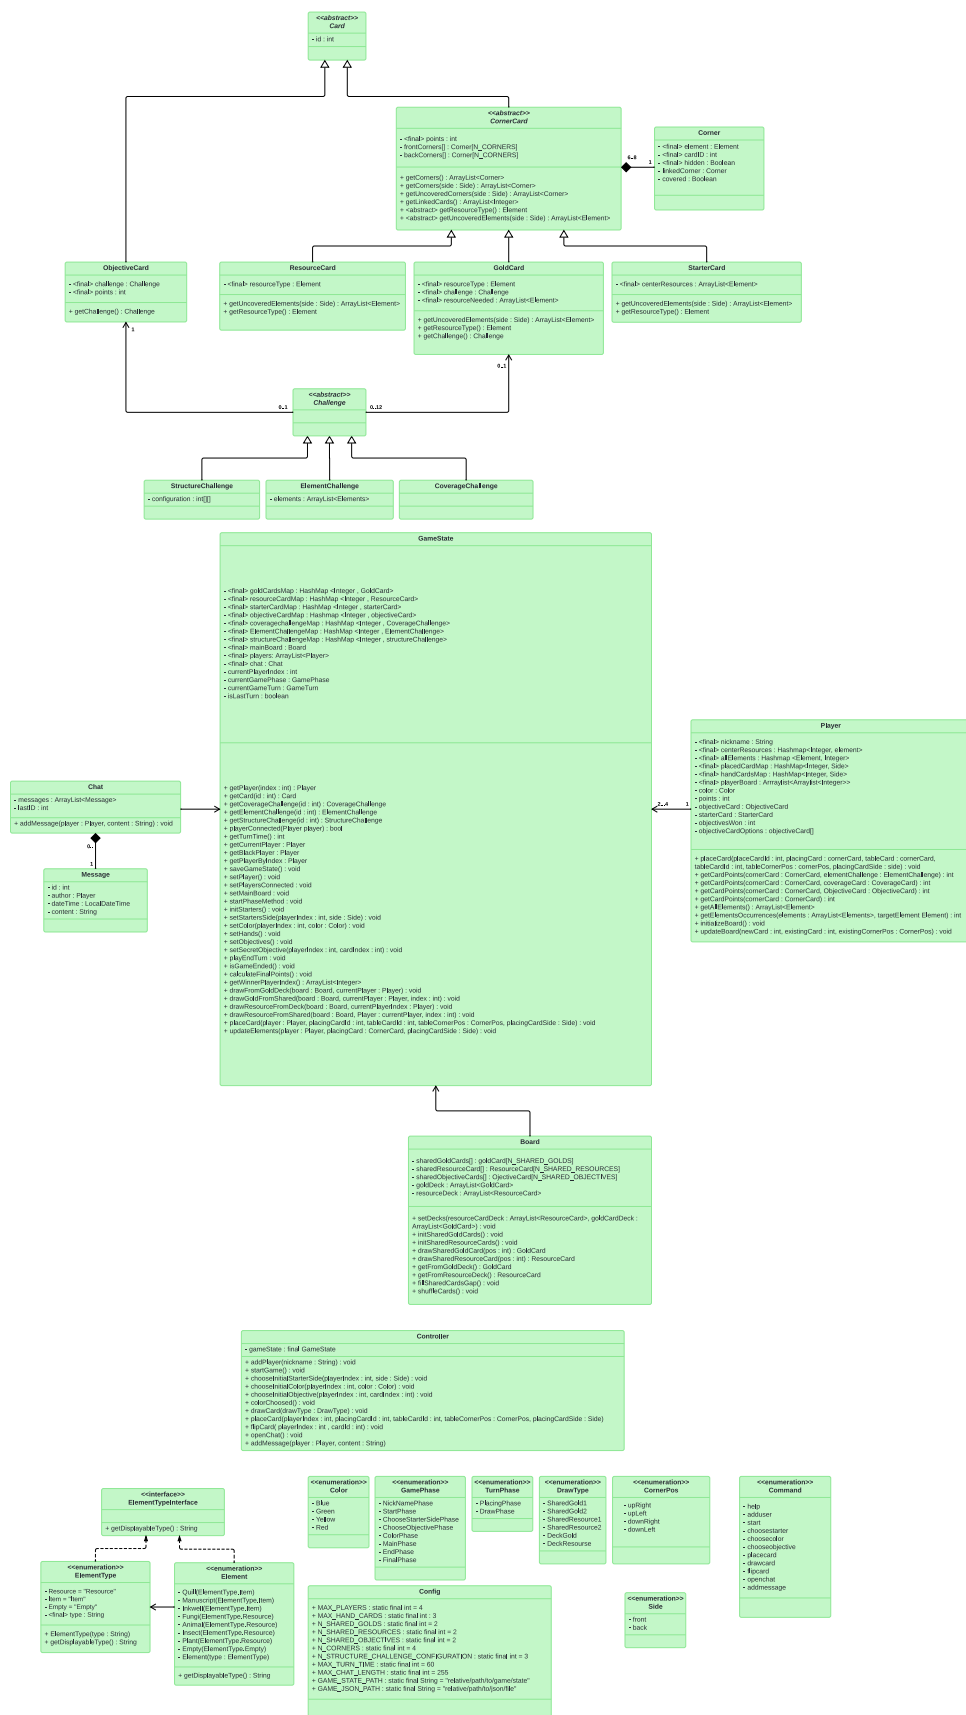 <<abstract>>
Card
- id : int
<<abstract>>
CornerCard
- <final> points : int
- frontCorners[] : Corner[N_CORNERS]
- backCorners[] : Corner[N_CORNERS]
+ getCorners() : ArrayList<Corner>
+ getCorners(side : Side) : ArrayList<Corner>
+ getUncoveredCorners(side : Side) : ArrayList<Corner>
+ getLinkedCards() : ArrayList<Integer>
+ <abstract> getResourceType() : Element
+ <abstract> getUncoveredElements(side : Side) : ArrayList<Element>
6..8
1
Corner
- <final> element : Element
- <final> cardID : int
- <final> hidden : Boolean
- linkedCorner : Corner
- covered : Boolean
ObjectiveCard
- <final> challenge : Challenge
- <final> points : int
+ getChallenge() : Challenge
ResourceCard
- <final> resourceType : Element
+ getUncoveredElements(side : Side) : ArrayList<Element>
+ getResourceType() : Element
GoldCard
- <final> resourceType : Element
- <final> challenge : Challenge
- <final> resourceNeeded : ArrayList<Element>
+ getUncoveredElements(side : Side) : ArrayList<Element>
+ getResourceType() : Element
+ getChallenge() : Challenge
StarterCard
- <final> centerResources : ArrayList<Element>
+ getUncoveredElements(side : Side) : ArrayList<Element>
+ getResourceType() : Element
1
0..1
0..1
0..12
<<abstract>>
Challenge
StructureChallenge
- configuration : int[][]
ElementChallenge
- elements : ArrayList<Elements>
CoverageChallenge
GameState
- <final> goldCardsMap : HashMap <Integer , GoldCard>
- <final> resourceCardMap : HashMap <Integer , ResourceCard>
- <final> starterCardMap : HashMap <Integer , starterCard>
- <final> objectiveCardMap : Hashmap <Integer , objectiveCard>
- <final> coveragechallengeMap : HashMap <Integer , CoverageChallenge>
- <final> ElementChallengeMap : HashMap <Integer , ElementChallenge>
- <final> structureChallengeMap : HashMap <Integer , structureChallenge>
- <final> mainBoard : Board
- <final> players: ArrayList<Player>
- <final> chat : Chat
- currentPlayerIndex : int
- currentGamePhase : GamePhase
- currentGameTurn : GameTurn
- isLastTurn : boolean
+ getPlayer(index : int) : Player
+ getCard(id : int) : Card
+ getCoverageChallenge(id : int) : CoverageChallenge
+ getElementChallenge(id : int) : ElementChallenge
+ getStructureChallenge(id : int) : StructureChallenge
+ playerConnected(Player player) : bool
+ getTurnTime() : int
+ getCurrentPlayer : Player
+ getBlackPlayer : Player
+ getPlayerByIndex : Player
+ saveGameState() : void
+ setPlayer() : void
+ setPlayersConnected : void
+ setMainBoard : void
+ startPhaseMethod : void
+ initStarters() : void
+ setStartersSide(playerIndex : int, side : Side) : void
+ setColor(playerIndex : int, color : Color) : void
+ setHands() : void
+ setObjectives() : void
+ setSecretObjective(playerIndex : int, cardIndex : int) : void
+ playEndTurn : void
+ isGameEnded() : void
+ calculateFinalPoints() : void
+ getWinnerPlayerIndex() : ArrayList<Integer>
+ drawFromGoldDeck(board : Board, currentPlayer : Player) : void
+ drawGoldFromShared(board : Board, currentPlayer : Player, index : int) : void
+ drawResourceFromDeck(board : Board, currentPlayerIndex : Player) : void
+ drawResourceFromShared(board : Board, Player : currentPlayer, index : int) : void
+ placeCard(player : Player, placingCardId : int, tableCardId : int, tableCornerPos : CornerPos, placingCardSide : Side) : void
+ updateElements(player : Player, placingCard : CornerCard, placingCardSide : Side) : void
Chat
- messages : ArrayList<Message>
- lastID : int
+ addMessage(player : Player, content : String) : void
0..
1
Message
- id : int
- author : Player
- dateTime : LocalDateTime
- content : String
2..4
1
Player
- <final> nickname : String
- <final> centerResources : Hashmap<Integer, element>
- <final> allElements : Hashmap <Element, Integer>
- <final> placedCardMap : HashMap<Integer, Side>
- <final> handCardsMap : HashMap<Integer, Side>
- <final> playerBoard : Arraylist<Arraylist<Integer>>
- color : Color
- points : int
- objectiveCard : ObjectiveCard
- starterCard : StarterCard
- objectivesWon : int
- objectiveCardOptions : objectiveCard[]
+ placeCard(placeCardId : int, placingCard : cornerCard, tableCard : cornerCard,
tableCardId : int, tableCornerPos : cornerPos, placingCardSide : side) : void
+ getCardPoints(cornerCard : CornerCard, elementChallenge : ElementChallenge) : int
+ getCardPoints(cornerCard : CornerCard, coverageCard : CoverageCard) : int
+ getCardPoints(cornerCard : CornerCard, ObjectiveCard : ObjectiveCard) : int
+ getCardPoints(cornerCard : CornerCard) : int
+ getAllElements() : ArrayList<Element>
+ getElementsOccurrences(elements : ArrayList<Elements>, targetElement Element) : int
+ initializeBoard() : void
+ updateBoard(newCard : int, existingCard : int, existingCornerPos : CornerPos) : void
Board
- sharedGoldCards[] : goldCard[N_SHARED_GOLDS]
- sharedResourceCard[] : ResourceCard[N_SHARED_RESOURCES]
- sharedObjectiveCards[] : OjectiveCard[N_SHARED_OBJECTIVES]
- goldDeck : ArrayList<GoldCard>
- resourceDeck : ArrayList<ResourceCard>
+ setDecks(resourceCardDeck : ArrayList<ResourceCard>, goldCardDeck :
ArrayList<GoldCard>) : void
+ initSharedGoldCards() : void
+ initSharedResourceCards() : void
+ drawSharedGoldCard(pos : int) : GoldCard
+ drawSharedResourceCard(pos : int) : ResourceCard
+ getFromGoldDeck() : GoldCard
+ getFromResourceDeck() : ResourceCard
+ fillSharedCardsGap() : void
+ shuffleCards() : void
Controller
- gameState : final GameState
+ addPlayer(nickname : String) : void
+ startGame() : void
+ chooseInitialStarterSide(playerIndex : int, side : Side) : void
+ chooseInitialColor(playerIndex : int, color : Color) : void
+ chooseInitialObjective(playerIndex : int, cardIndex : int) : void
+ colorChoosed() : void
+ drawCard(drawType : DrawType) : void
+ placeCard(playerIndex : int, placingCardId : int, tableCardId : int, tableCornerPos : CornerPos, placingCardSide : Side)
+ flipCard( playerIndex : int , cardId : int) : void
+ openChat() : void
+ addMessage(player : Player, content : String)
<<interface>>
ElementTypeInterface
+ getDisplayableType() : String
<<enumeration>>
ElementType
- Resource = "Resource"
- Item = "Item"
- Empty = "Empty"
- <final> type : String
+ ElementType(type : String)
+ getDisplayableType() : String
<<enumeration>>
Element
- Quill(ElementType.Item)
- Manuscript(ElementType.Item)
- Inkwell(ElementType.Item)
- Fungi(ElementType.Resource)
- Animal(ElementType.Resource)
- Insect(ElementType.Resource)
- Plant(ElementType.Resource)
- Empty(ElementType.Empty)
- Element(type : ElementType)
+ getDisplayableType() : String
<<enumeration>>
Color
- Blue
- Green
- Yellow
- Red
<<enumeration>>
GamePhase
- NickNamePhase
- StartPhase
- ChooseStarterSidePhase
- ChooseObjectivePhase
- ColorPhase
- MainPhase
- EndPhase
- FinalPhase
<<enumeration>>
TurnPhase
- PlacingPhase
- DrawPhase
<<enumeration>>
DrawType
- SharedGold1
- SharedGold2
- SharedResource1
- SharedResource2
- DeckGold
- DeckResourse
<<enumeration>>
CornerPos
- upRight
- upLeft
- downRight
- downLeft
<<enumeration>>
Command
- help
- adduser
- start
- choosestarter
- choosecolor
- chooseobjective
- placecard
- drawcard
- flipcard
- openchat
- addmessage
Config
+ MAX_PLAYERS : static final int = 4
+ MAX_HAND_CARDS : static final int : 3
+ N_SHARED_GOLDS : static final int = 2
+ N_SHARED_RESOURCES : static final int = 2
+ N_SHARED_OBJECTIVES : static final int = 2
+ N_CORNERS : static final int = 4
+ N_STRUCTURE_CHALLENGE_CONFIGURATION : static final int = 3
+ MAX_TURN_TIME : static final int = 60
+ MAX_CHAT_LENGTH : static final int = 255
+ GAME_STATE_PATH : static final String = "relative/path/to/game/state"
+ GAME_JSON_PATH : static final String = "relative/path/to/json/file"
<<enumeration>>
Side
- front
- back